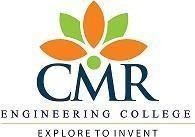 CMR
ENGINEERING COLLEGE
EXPLORE TO INVENT